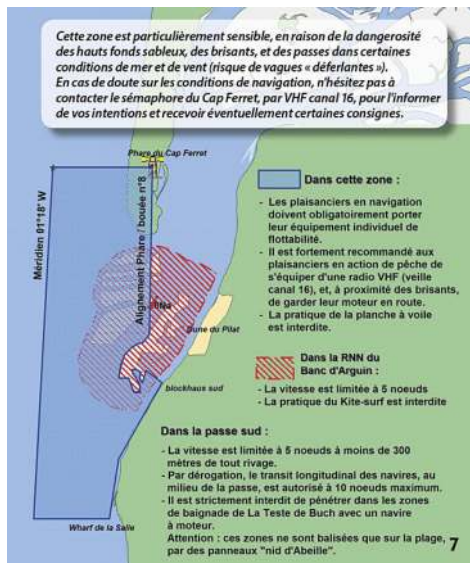 Cette zone est particulièrement sensible, en raison de la dangerosité
des hauts fonds sableux, des brisants, et des passes dans certaines
conditions de mer et de vent (risque de vagues « déferlantes »).
En cas de doute sur les conditions de navigation, n'hésitez pas à
contacter le sémaphore du Cap Ferret, par VHF canal 16, pour l'informer
de vos intentions et recevoir éventuellement certaines consignes.
Phare du Cap Ferret
Méridien 01°18' W
Alignement Phare / bouée n°8
Dune du Pilat
blockhaus sud
Wharf de la Salie
Dans cette zone :
- Les plaisanciers en navigation
doivent obligatoirement porter
leur équipement individuel de
flottabilité.
- Il est fortement recommandé aux
plaisanciers en action de pêche de
s'équiper d'une radio VHF (veille
canal 16), et, à proximité des brisants,
de garder leur moteur en route.
- La pratique de la planche à voile
est interdite.
Dans la RNN du
Banc d'Arguin :
- La vitesse est limitée à 5 noeuds
- La pratique du Kite-surf est interdite
Dans la passe sud :
- La vitesse est limitée à 5 noeuds à moins de 300
mètres de tout rivage.
- Par dérogation, le transit longitudinal des navires, au
milieu de la passe, est autorisé à 10 noeuds maximum.
- Il est strictement interdit de pénétrer dans les zones
de baignade de La Teste de Buch avec un navire
à moteur.
Attention : ces zones ne sont balisées que sur la plage,
par des panneaux "nid d'Abeille".
7